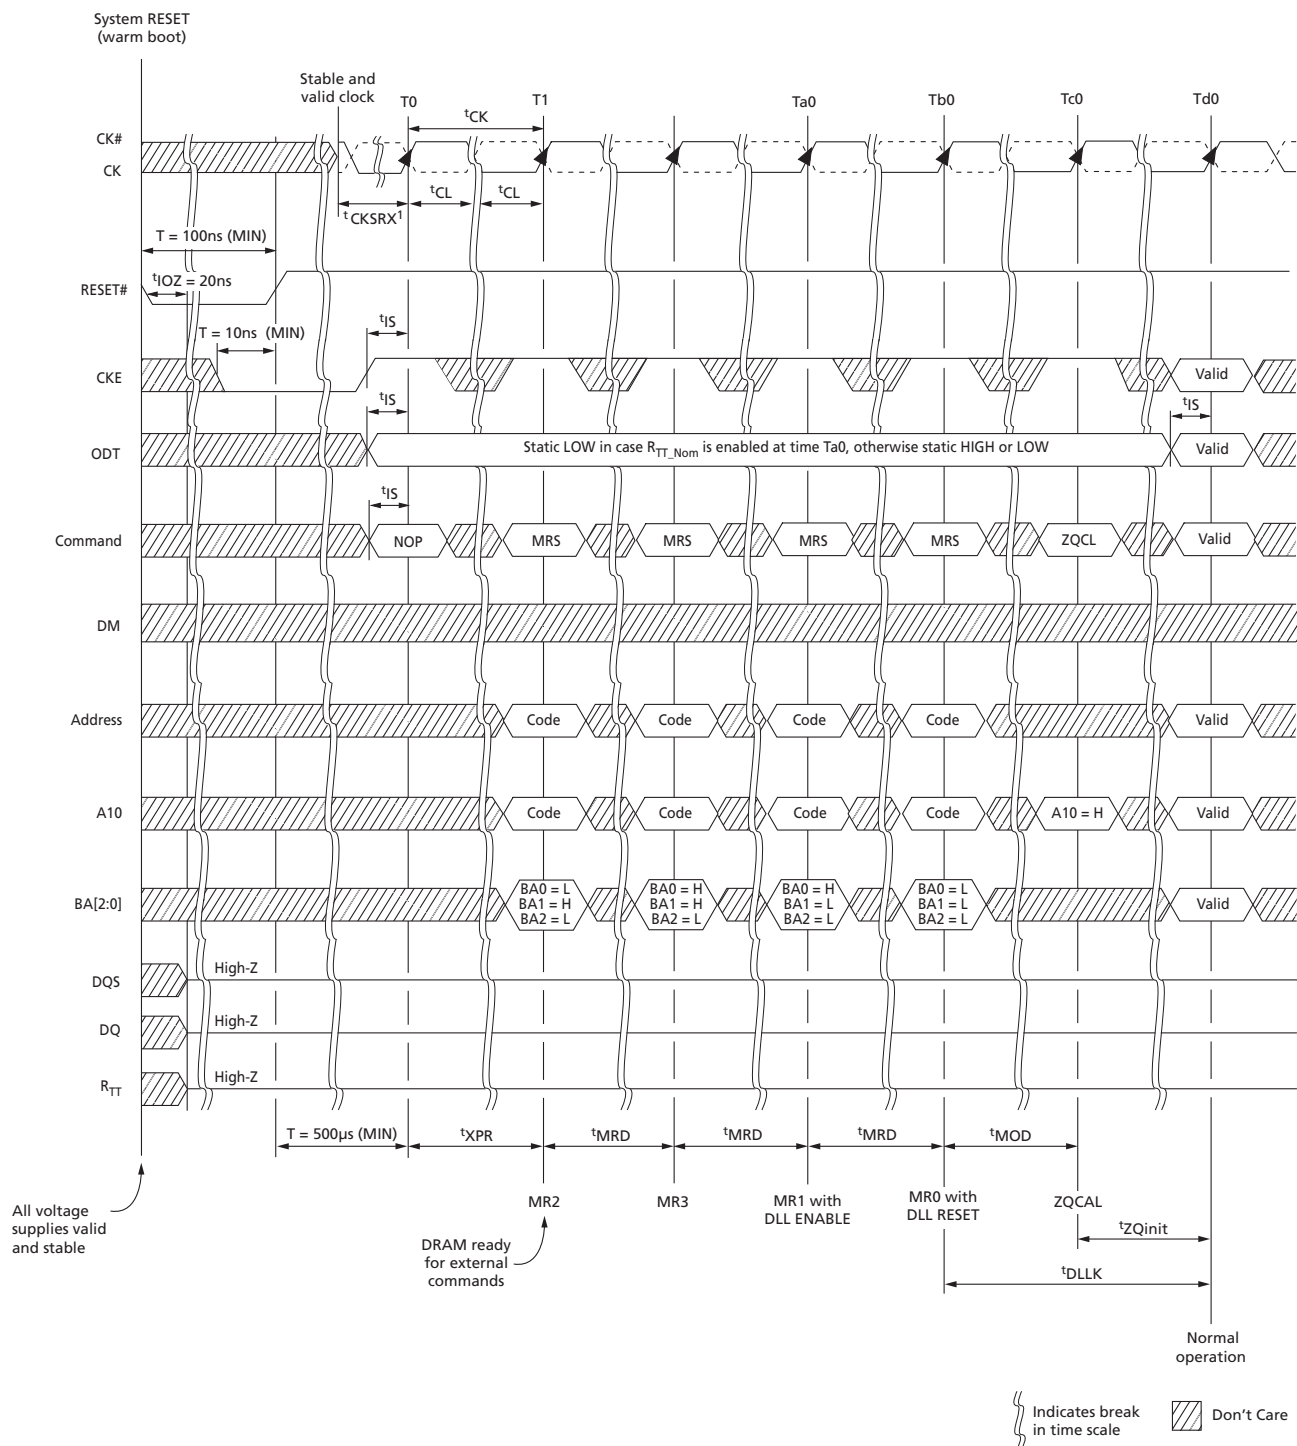 System RESET
(warm boot)
Stable and
valid clock
T0
T1
Ta0
Tb0
Tc0
Td0
tCK
CK#
CK
tCL
tCL
tCKSRX1
T = 100ns (MIN)
tIOZ = 20ns
RESET#
T = 10ns (MIN)
tIS
CKE
Valid
tIS
tIS
ODT
Static LOW in case RTT_Nom is enabled at time Ta0, otherwise static HIGH or LOW
Valid
tIS
Command
NOP
MRS
MRS
MRS
MRS
ZQCL
Valid
DM
Address
Code
Code
Code
Code
Valid
A10
Code
Code
Code
Code
A10 = H
Valid
BA[2:0]
BA0 = L
BA1 = H
BA2 = L
BA0 = H
BA1 = H
BA2 = L
BA0 = H
BA1 = L
BA2 = L
BA0 = L
BA1 = L
BA2 = L
Valid
DQS
High-Z
DQ
High-Z
RTT
High-Z
T = 500µs (MIN)
tXPR
tMRD
tMRD
tMRD
tMOD
All voltage
supplies valid
and stable
MR2
MR3
MR1 with
DLL ENABLE
MR0 with
DLL RESET
ZQCAL
DRAM ready
for external
commands
tZQinit
tDLLK
Normal
operation
Indicates break
in time scale
Don't Care